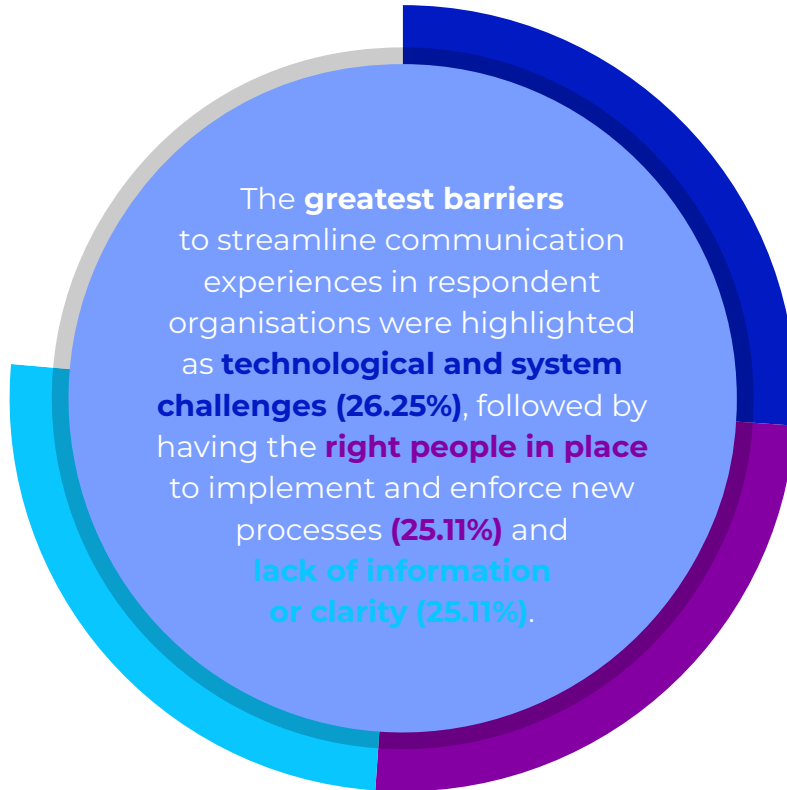 The greatest barriers
to streamline communication
experiences in respondent
organisations were highlighted
as technological and system
challenges (26.25%), followed by
having the right people in place
to implement and enforce new
processes (25.11%) and
lack of information
or clarity (25.11%).